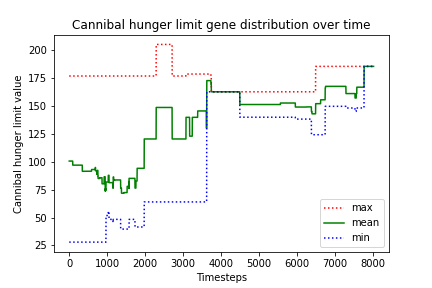 Cannibal hunger limit gene distribution over time
Cannibal hunger limit value
200
175
150
125
100
75
50
25
max
mean
min
0 1000 2000 3000 4000 5000 6000 7000 8000
Timesteps